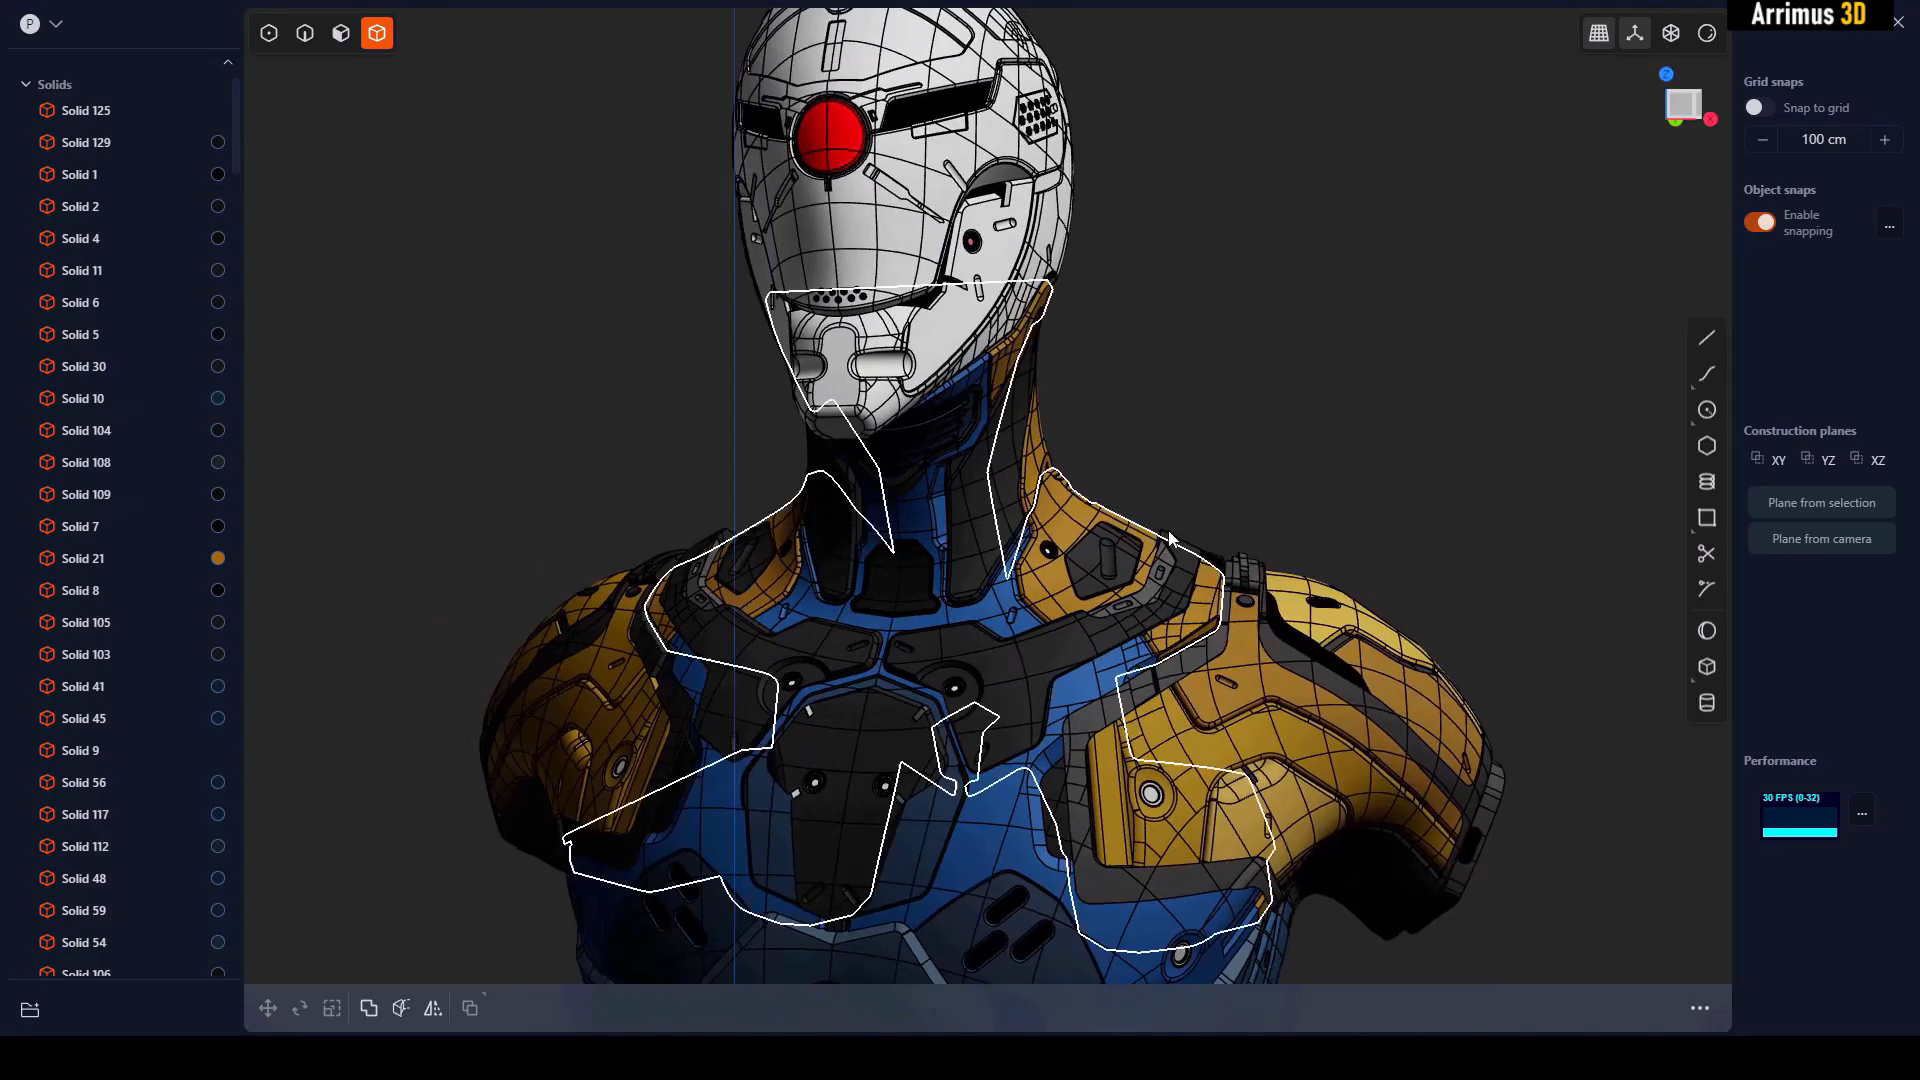 P
Arrimus 3D
Solids
Solid 125
Solid 129
Solid 1
Solid 2
Solid 4
Solid 11
Solid 6
Solid 5
Solid 30
Solid 10
Solid 104
Solid 108
Solid 109
Solid 7
Solid 21
Solid 8
Solid 105
Solid 103
Solid 41
Solid 45
Solid 9
Solid 56
Solid 117
Solid 112
Solid 48
Solid 59
Solid 54
Solid 106
Z
X
Grid snaps
Snap to grid
100 cm
Object snaps
Enable
snapping
...
Construction planes
XY YZ XZ
Plane from selection
Plane from camera
Performance
30 FPS (0-32)
...